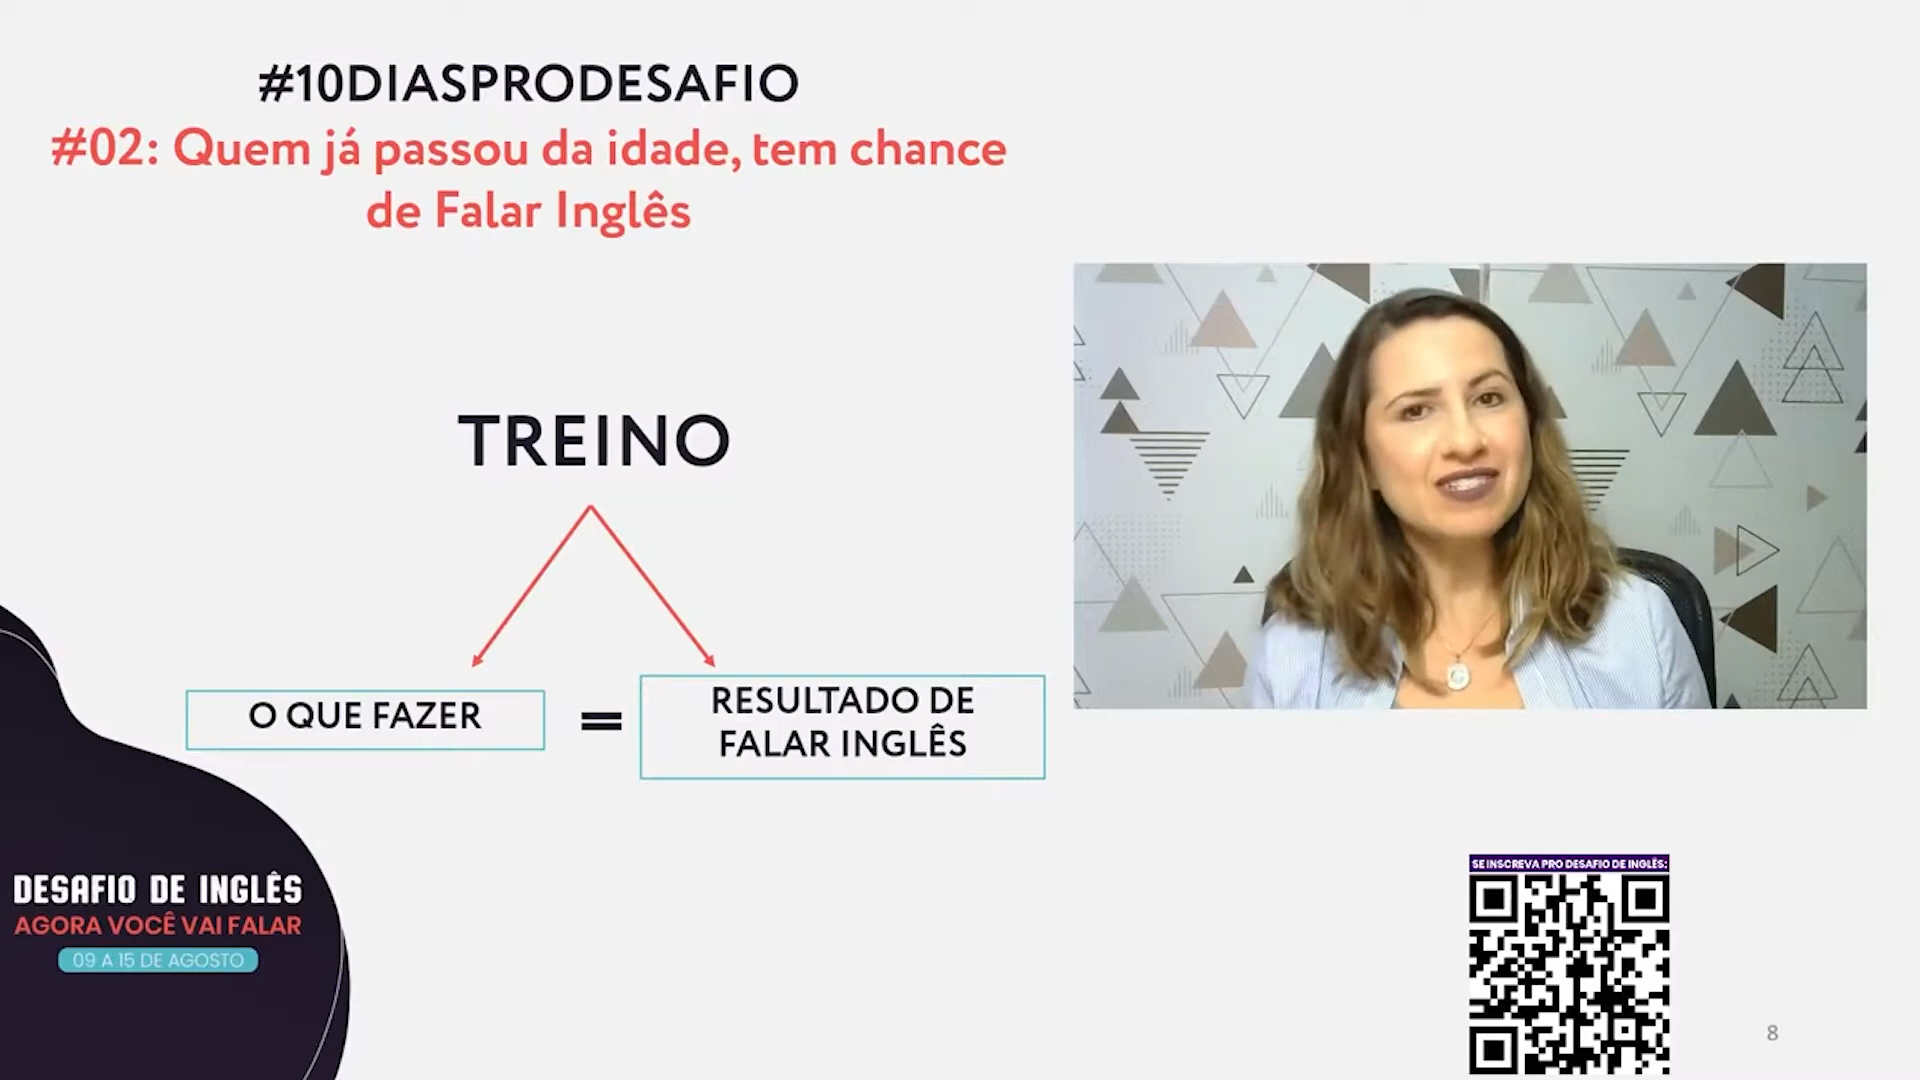 #10DIASPRODESAFIO
#02: Quem já passou da idade, tem chance
de Falar Inglês
TREINO
O QUE FAZER
=
RESULTADO DE
FALAR INGLÊS
DESAFIO DE INGLÊS
AGORA VOCÊ VAI FALAR
09 A 15 DE AGOSTO
SE INSCREVA PRO DESAFIO DE INGLÊS:
8